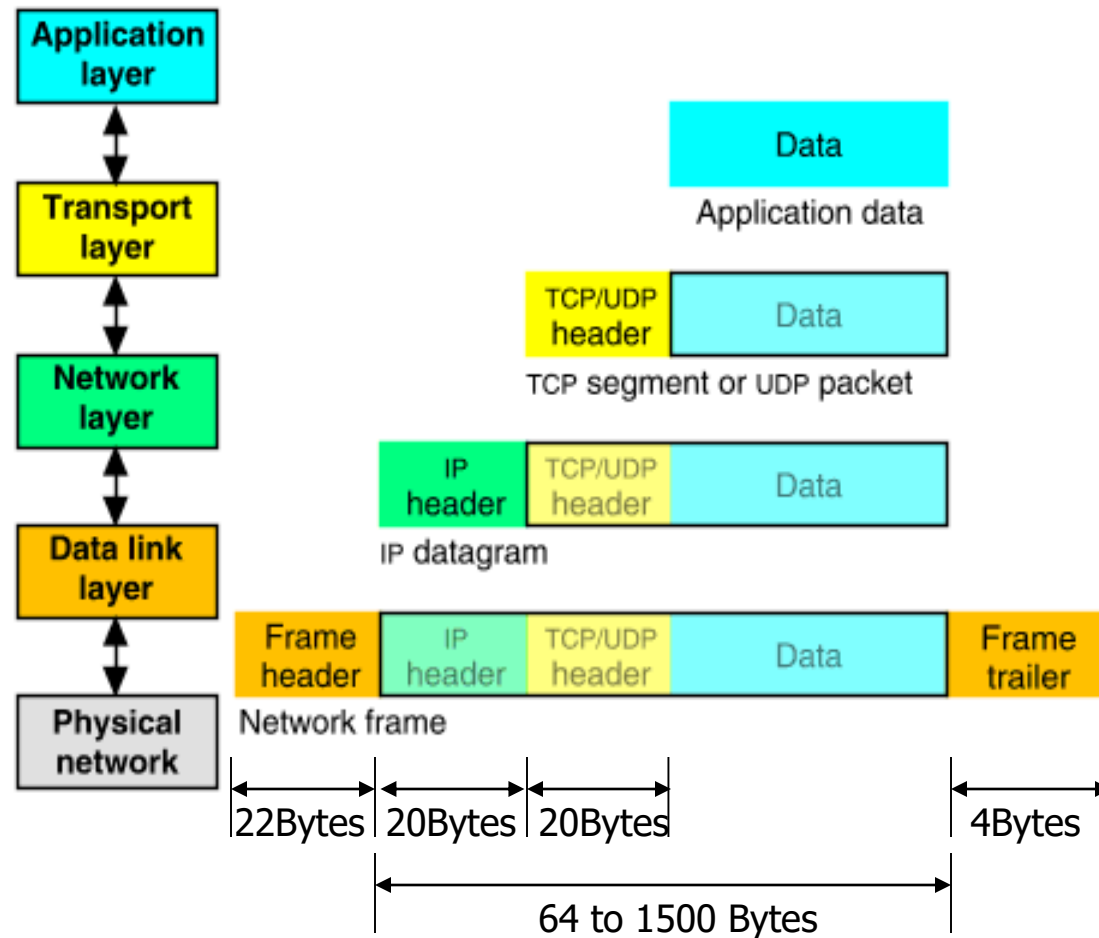 Application
layer
Data
Application data
Transport
layer
TCP/UDP
header
Data
TCP segment or UDP packet
Network
layer
IP
header
TCP/UDP
header
Data
IP datagram
Data link
layer
Frame
header
IP
header
TCP/UDP
header
Data
Frame
trailer
Network frame
Physical
network
22Bytes
20Bytes
20Bytes
4Bytes
64 to 1500 Bytes